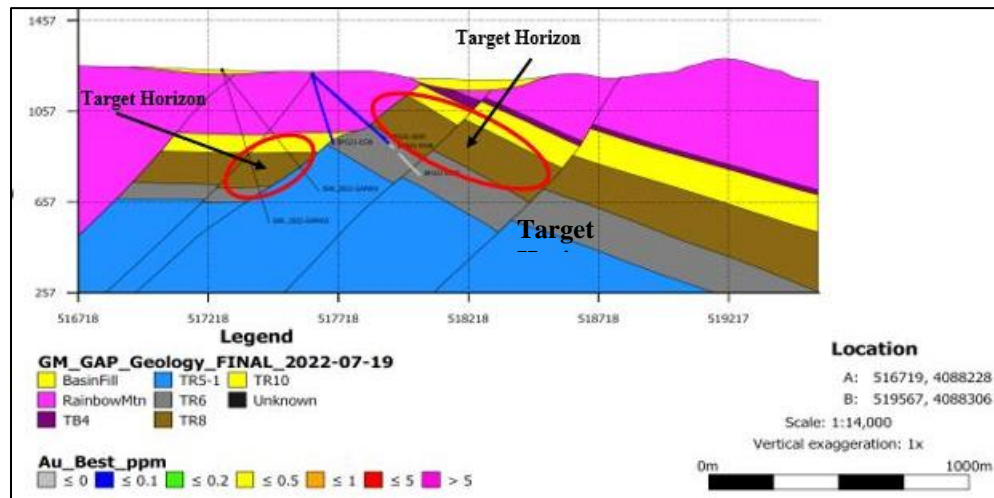 1457
Target Horizon
Target Horizon
1057
657
Target
257
516718 517218 517718 518218 518718 519217
Legend
GM_GAP_Geology_FINAL_2022-07-19
BasinFill TR5-1 TR10
RainbowMtn TR6 Unknown
TB4 TR8
Location
A: 516719, 4088228
B: 519567, 4088306
Scale: 1:14,000
Vertical exaggeration: 1x
Au_Best_ppm
≤ 0 ≤ 0.1 ≤ 0.2 ≤ 0.5 ≤ 1 ≤ 5 > 5
0m 1000m